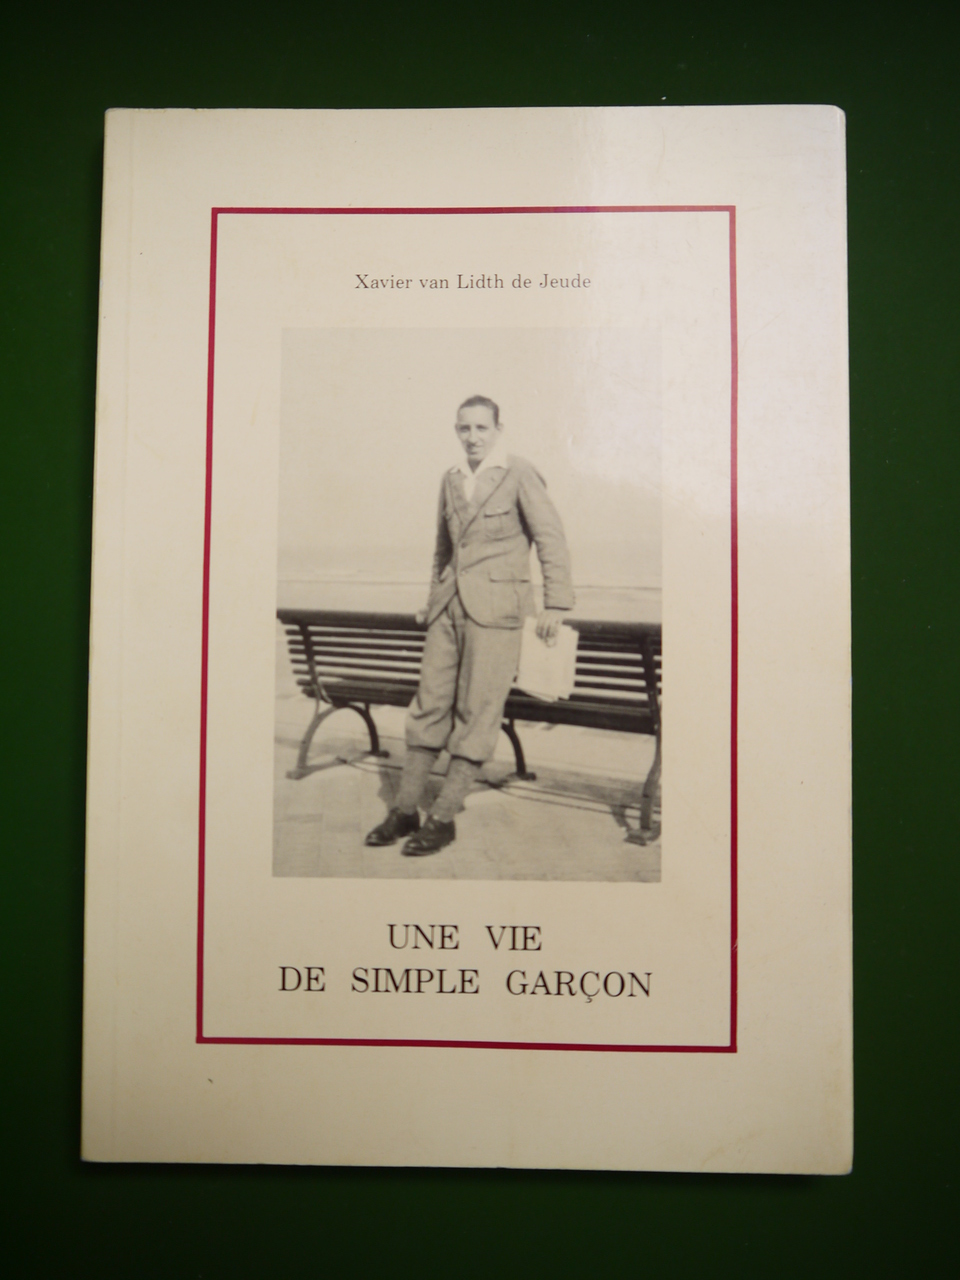 Xavier van Lidth de Jeude
UNE VIE
DE SIMPLE GARÇON